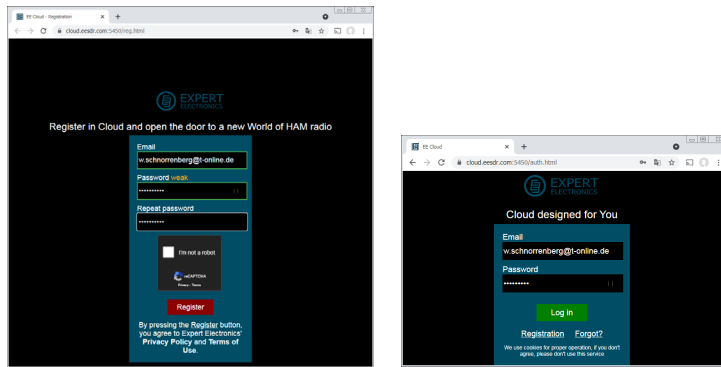 EE Cloud - Registration
cloud.eesdr.com:5450/reg.html
EXPERT
ELECTRONICS
Register in Cloud and open the door to a new World of HAM radio
Email
w.schnorrenberg@t-online.de
Password weak
••••••••••
Repeat password
••••••••••
I'm not a robot
reCAPTCHA
Privacy - Terms
Register
By pressing the Register button,
you agree to Expert Electronics'
Privacy Policy and Terms of
Use.
EE Cloud
cloud.eesdr.com:5450/auth.html
EXPERT
ELECTRONICS
Cloud designed for You
Email
w.schnorrenberg@t-online.de
Password
•••••••••
Log in
Registration Forgot?
We use cookies for proper operation, if you don't
agree, please don't use this service